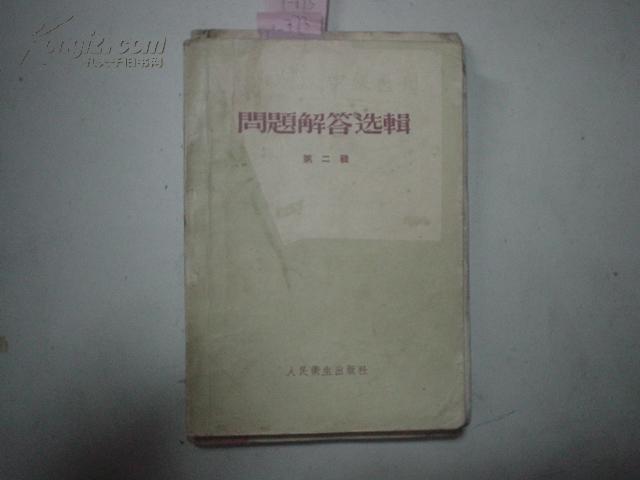 Kongfz.com
孔夫子旧书网
問題解答选輯
第二輯
人民衛生出版社